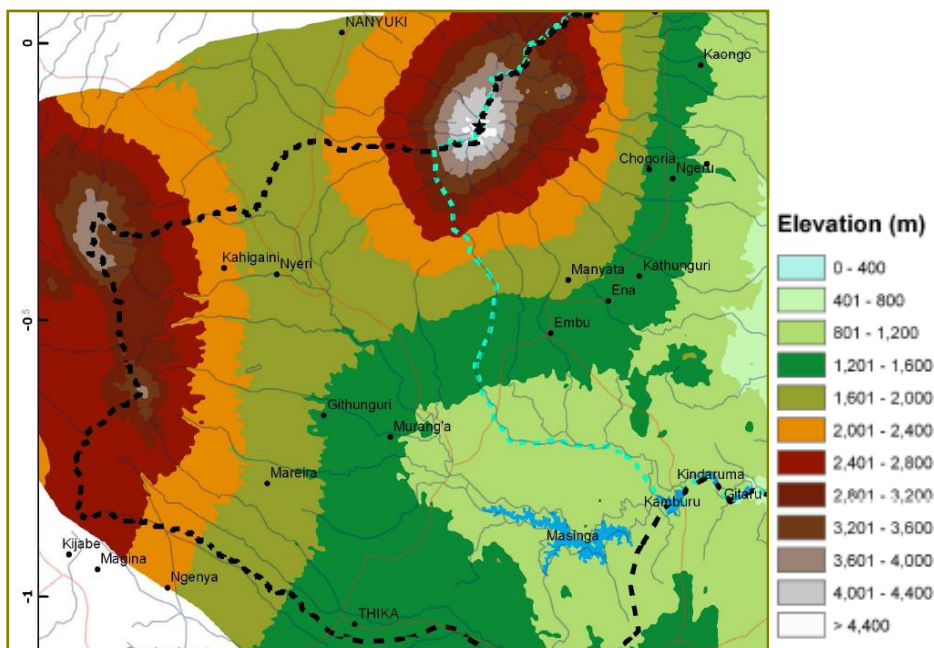 NANYUKI
0
Kaongo
Chogoria
Ngeru
Elevation (m)
Kahigaini
Nyeri
Manyata
Kathunguri
0 - 400
Ena
401 - 800
-0.5
Embu
801 - 1,200
1,201 - 1,600
1,601 - 2,000
Githunguri
Murang'a
2,001 - 2,400
2,401 - 2,800
Mareira
Kindaruma
Gitaru
Kamburu
2,801 - 3,200
3,201 - 3,600
Masinga
Kijabe
Magina
3,601 - 4,000
Ngenya
4,001 - 4,400
-1
THIKA
> 4,400